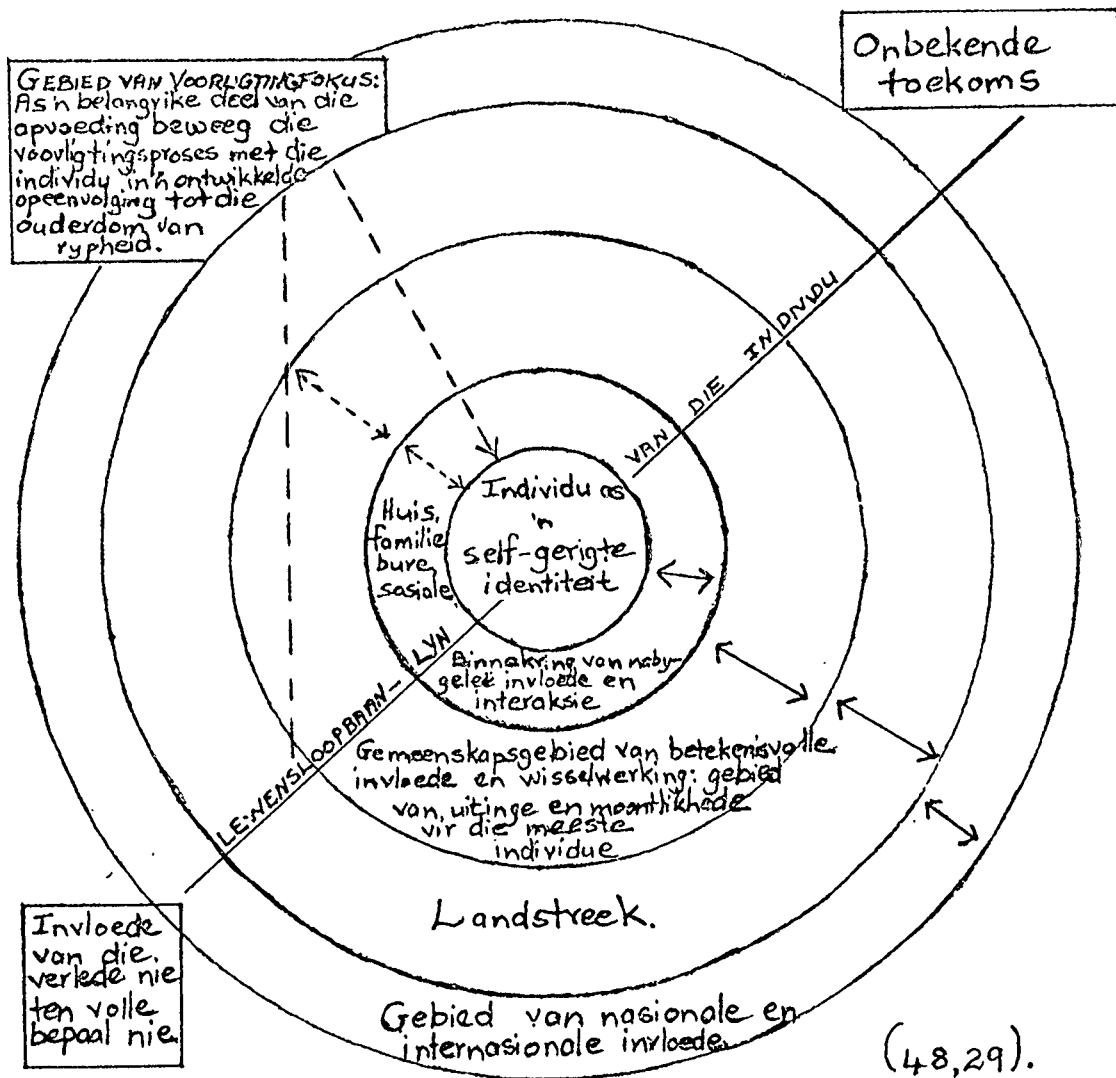 Onbekende
toekoms
GEBIED VAN VOORLIGTINGFOKUS:
As'n belangrike deel van die
opvoeding beweeg die
voorligtingsproses met die
individu in'n ontwikkelde
opeenvolging tot die
ouderdom van
rypheid.
LEWENSLOOPBAAN-LYN
VAN DIE INDIVIDU
Individu as
'n
self-gerigte
identiteit
Huis,
familie
bure,
sosiale,
Binnekring van naby-
geleë invloede en
interaksie
Gemeenskapsgebied van betekenisvolle
invloede en wisselwerking: gebied
van uitinge en moontlikhede
vir die meeste
individue
Landstreek.
Invloede
van die
verlede nie
ten volle
bepaal nie.
Gebied van nasionale en
internasionale invloede.
(48,29).